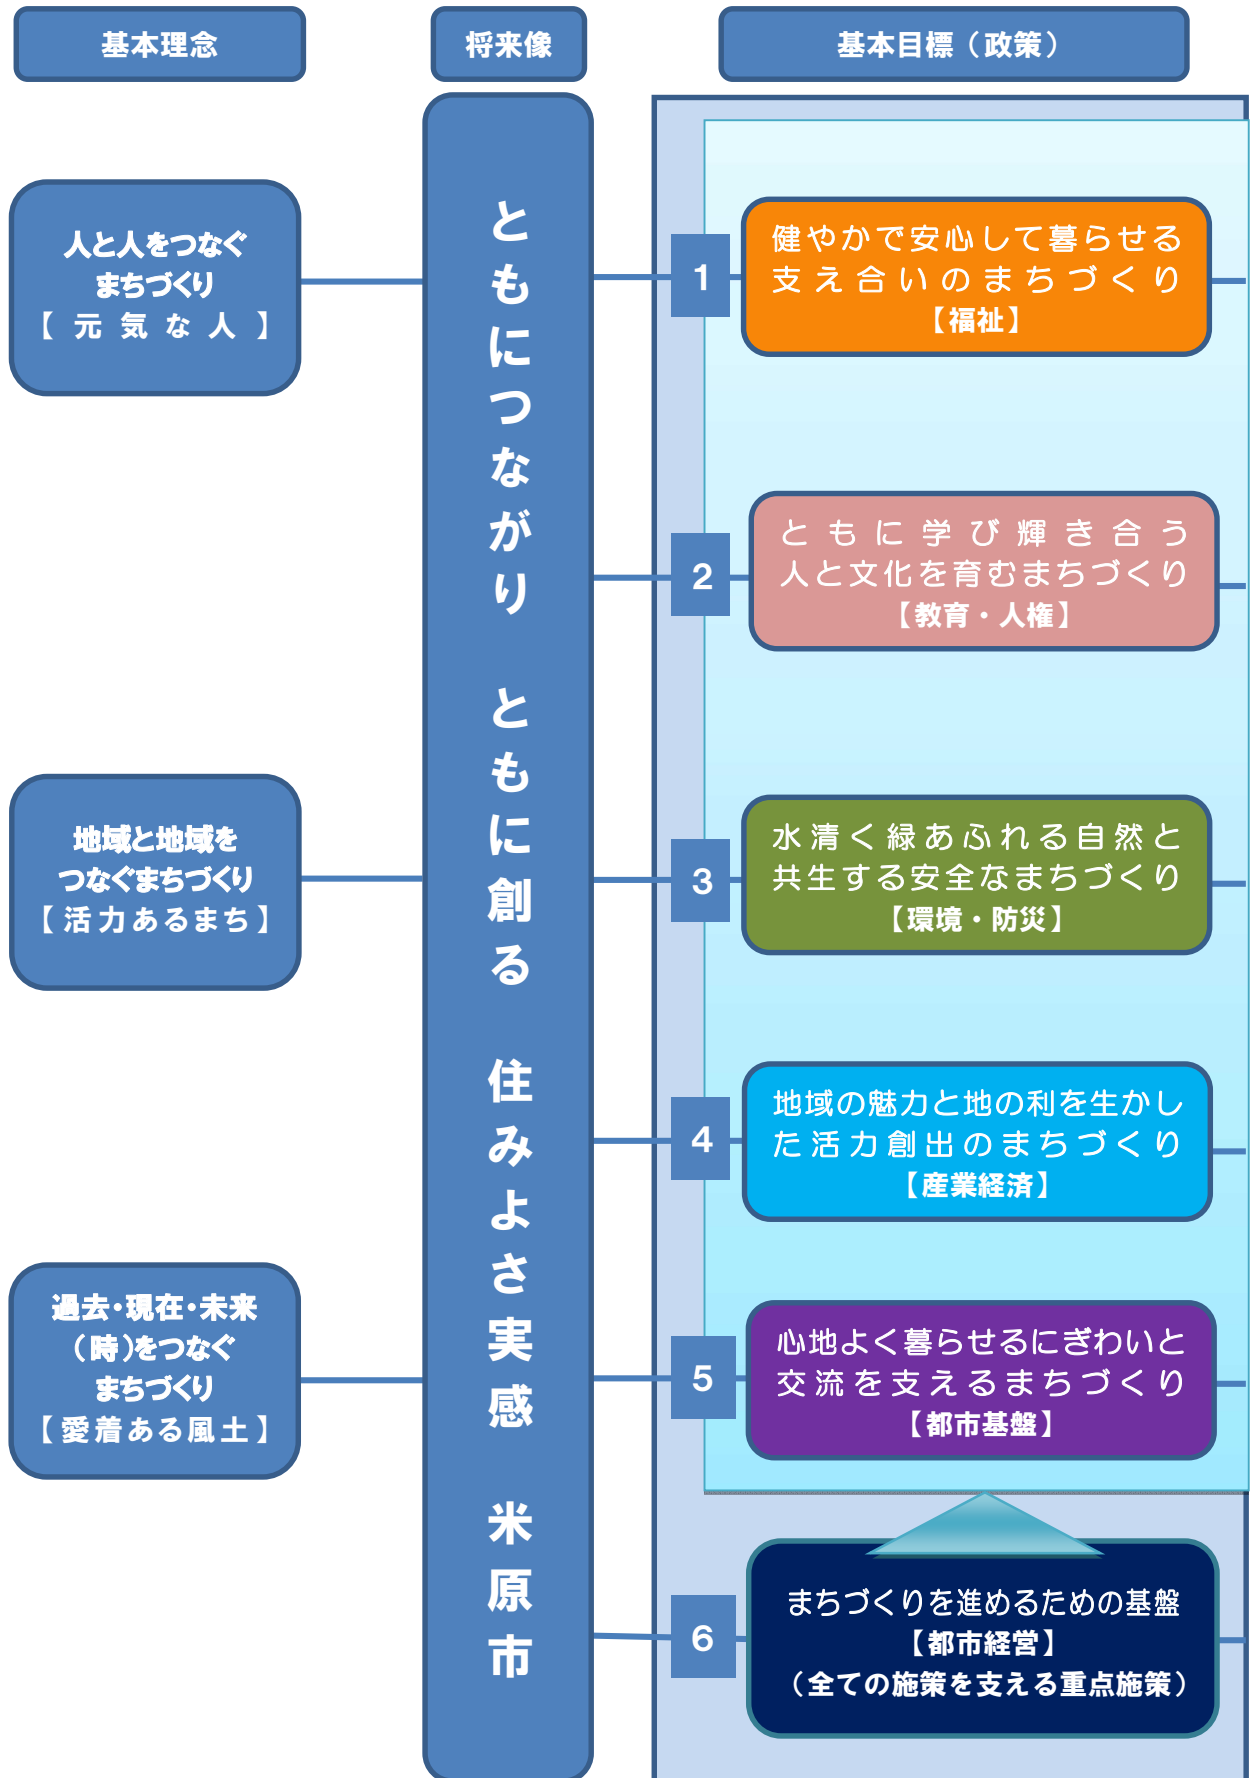 基本理念
将来像
基本目標（政策）
人と人をつなぐ
まちづくり
【元気な人】
地域と地域を
つなぐまちづくり
【活力あるまち】
過去・現在・未来
（時）をつなぐ
まちづくり
【愛着ある風土】
ともにつながり　ともに創る　住みよさ実感　米原市
1
健やかで安心して暮らせる
支え合いのまちづくり
【福祉】
2
ともに学び輝き合う
人と文化を育むまちづくり
【教育・人権】
3
水清く緑あふれる自然と
共生する安全なまちづくり
【環境・防災】
4
地域の魅力と地の利を生かし
た活力創出のまちづくり
【産業経済】
5
心地よく暮らせるにぎわいと
交流を支えるまちづくり
【都市基盤】
6
まちづくりを進めるための基盤
【都市経営】
（全ての施策を支える重点施策）